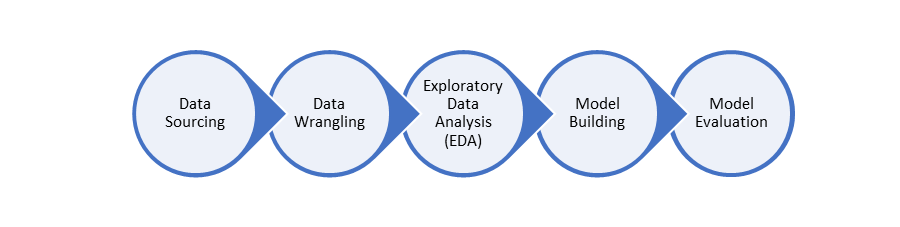 Data
Sourcing
Data
Wrangling
Exploratory
Data
Analysis
(EDA)
Model
Building
Model
Evaluation